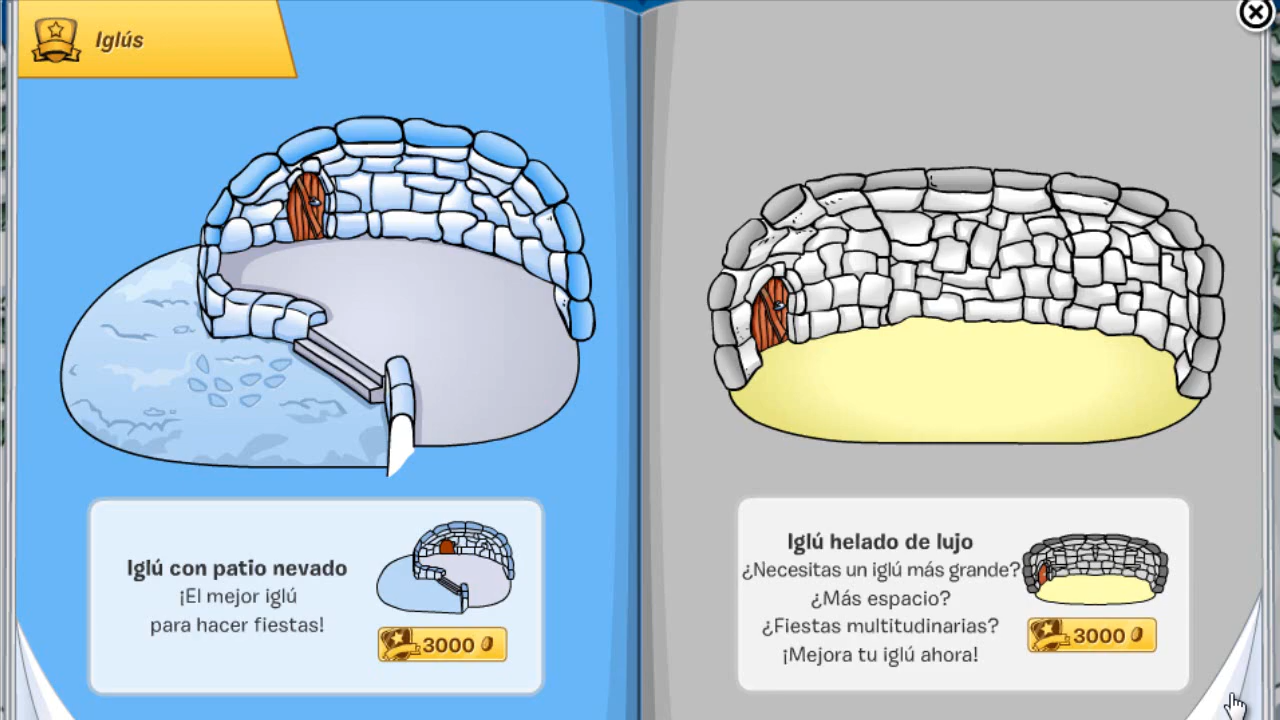 Iglús
Iglú con patio nevado
¡El mejor iglú
para hacer fiestas!
3000
Iglú helado de lujo
¿Necesitas un iglú más grande?
¿Más espacio?
¿Fiestas multitudinarias?
¡Mejora tu iglú ahora!
3000